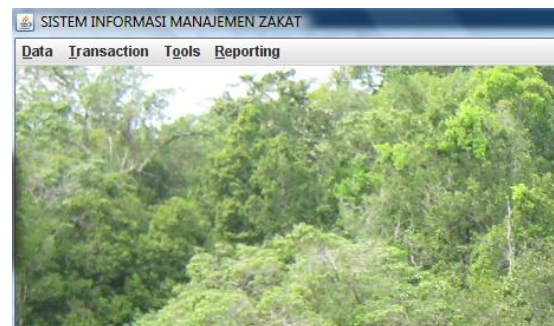 SISTEM INFORMASI MANAJEMEN ZAKAT
Data Transaction Tools Reporting